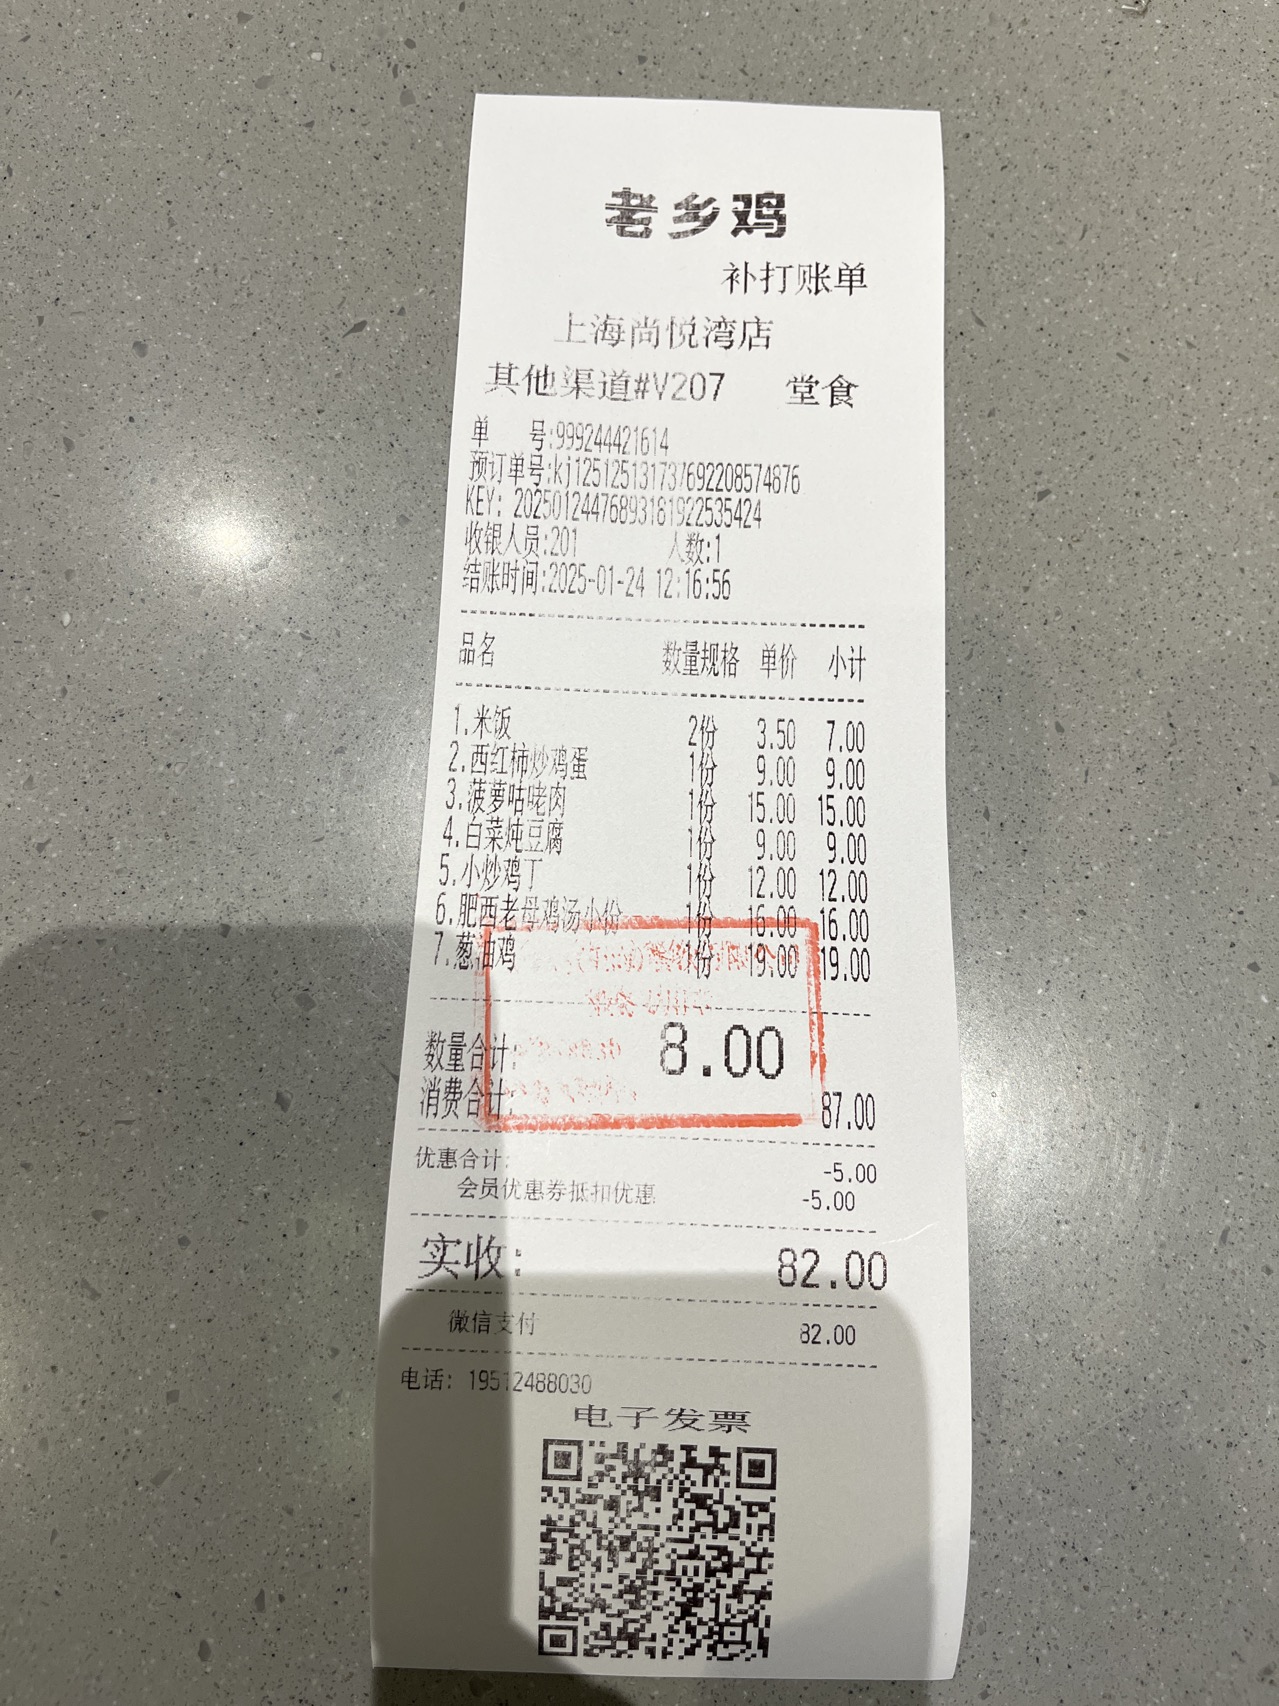 老乡鸡
补打账单
上海尚悦湾店
其他渠道#V207 堂食
单 号:999244421614
预订单号:kj1251251317376922085​74876
KEY: 20250124476893181922535424
收银人员:201 人数:1
结账时间:2025-01-24 12:16:56
品名 数量规格 单价 小计
1.米饭 2份 3.50 7.00
2.西红柿炒鸡蛋 1份 9.00 9.00
3.菠萝咕咾肉 1份 15.00 15.00
4.白菜炖豆腐 1份 9.00 9.00
5.小炒鸡丁 1份 12.00 12.00
6.肥西老母鸡汤小份 1份 16.00 16.00
7.葱油鸡 1份 19.00 19.00
数量合计: 8.00
消费合计: 87.00
优惠合计: -5.00
会员优惠券抵扣优惠 -5.00
实收: 82.00
微信支付 82.00
电话: 19512488030
电子发票